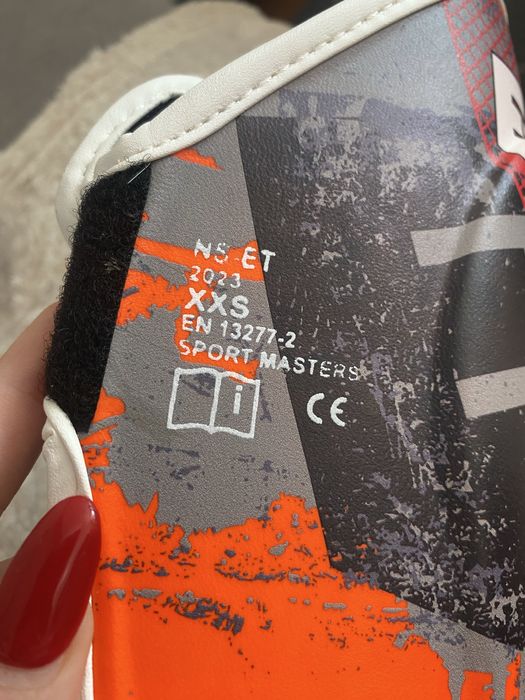 NS-ET
2023
XXS
EN 13277-2
SPORT MASTERS
i
CE